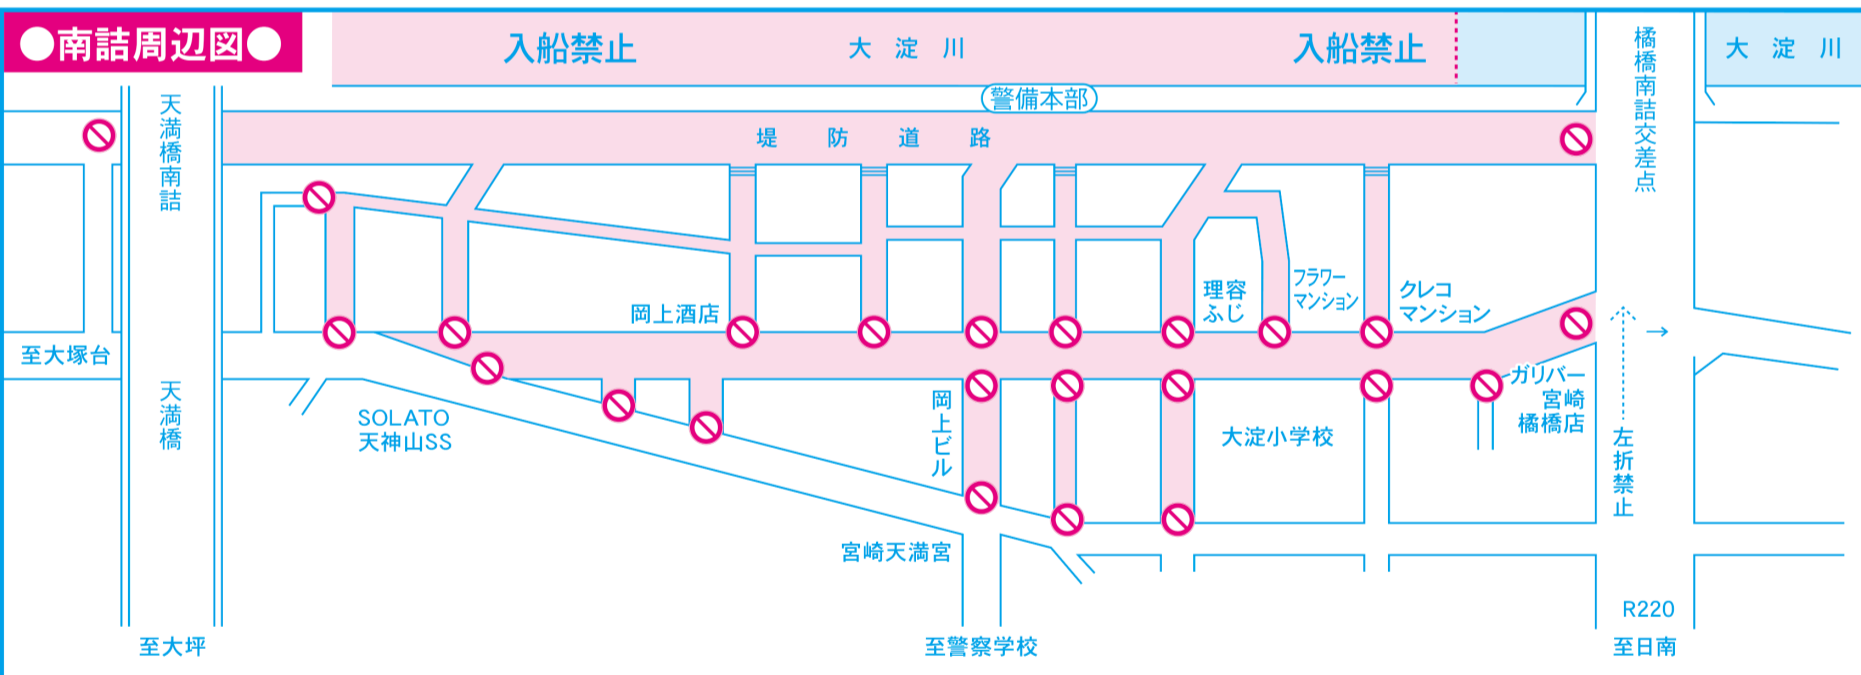 ●南詰周辺図●
入船禁止
大淀川
入船禁止
大淀川
警備本部
堤防道路
天満橋南詰
橘橋南詰交差点
岡上酒店
理容
ふじ
フラワー
マンション
クレコ
マンション
→
至大塚台
天満橋
SOLATO
天神山SS
岡上ビル
大淀小学校
ガリバー
宮崎
橘橋店
左折禁止
宮崎天満宮
R220
至大坪
至警察学校
至日南